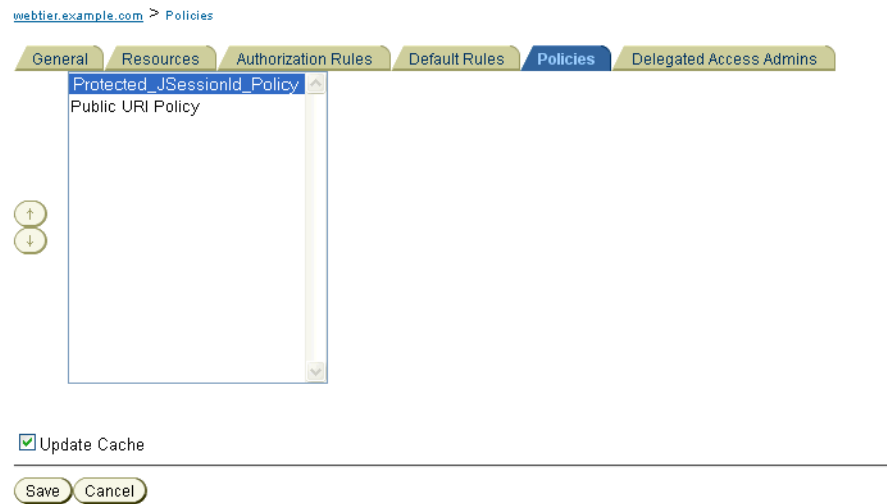 webtier.example.com > Policies
General Resources Authorization Rules Default Rules Policies Delegated Access Admins
Protected_JSessionId_Policy
Public URI Policy
Update Cache
Save Cancel